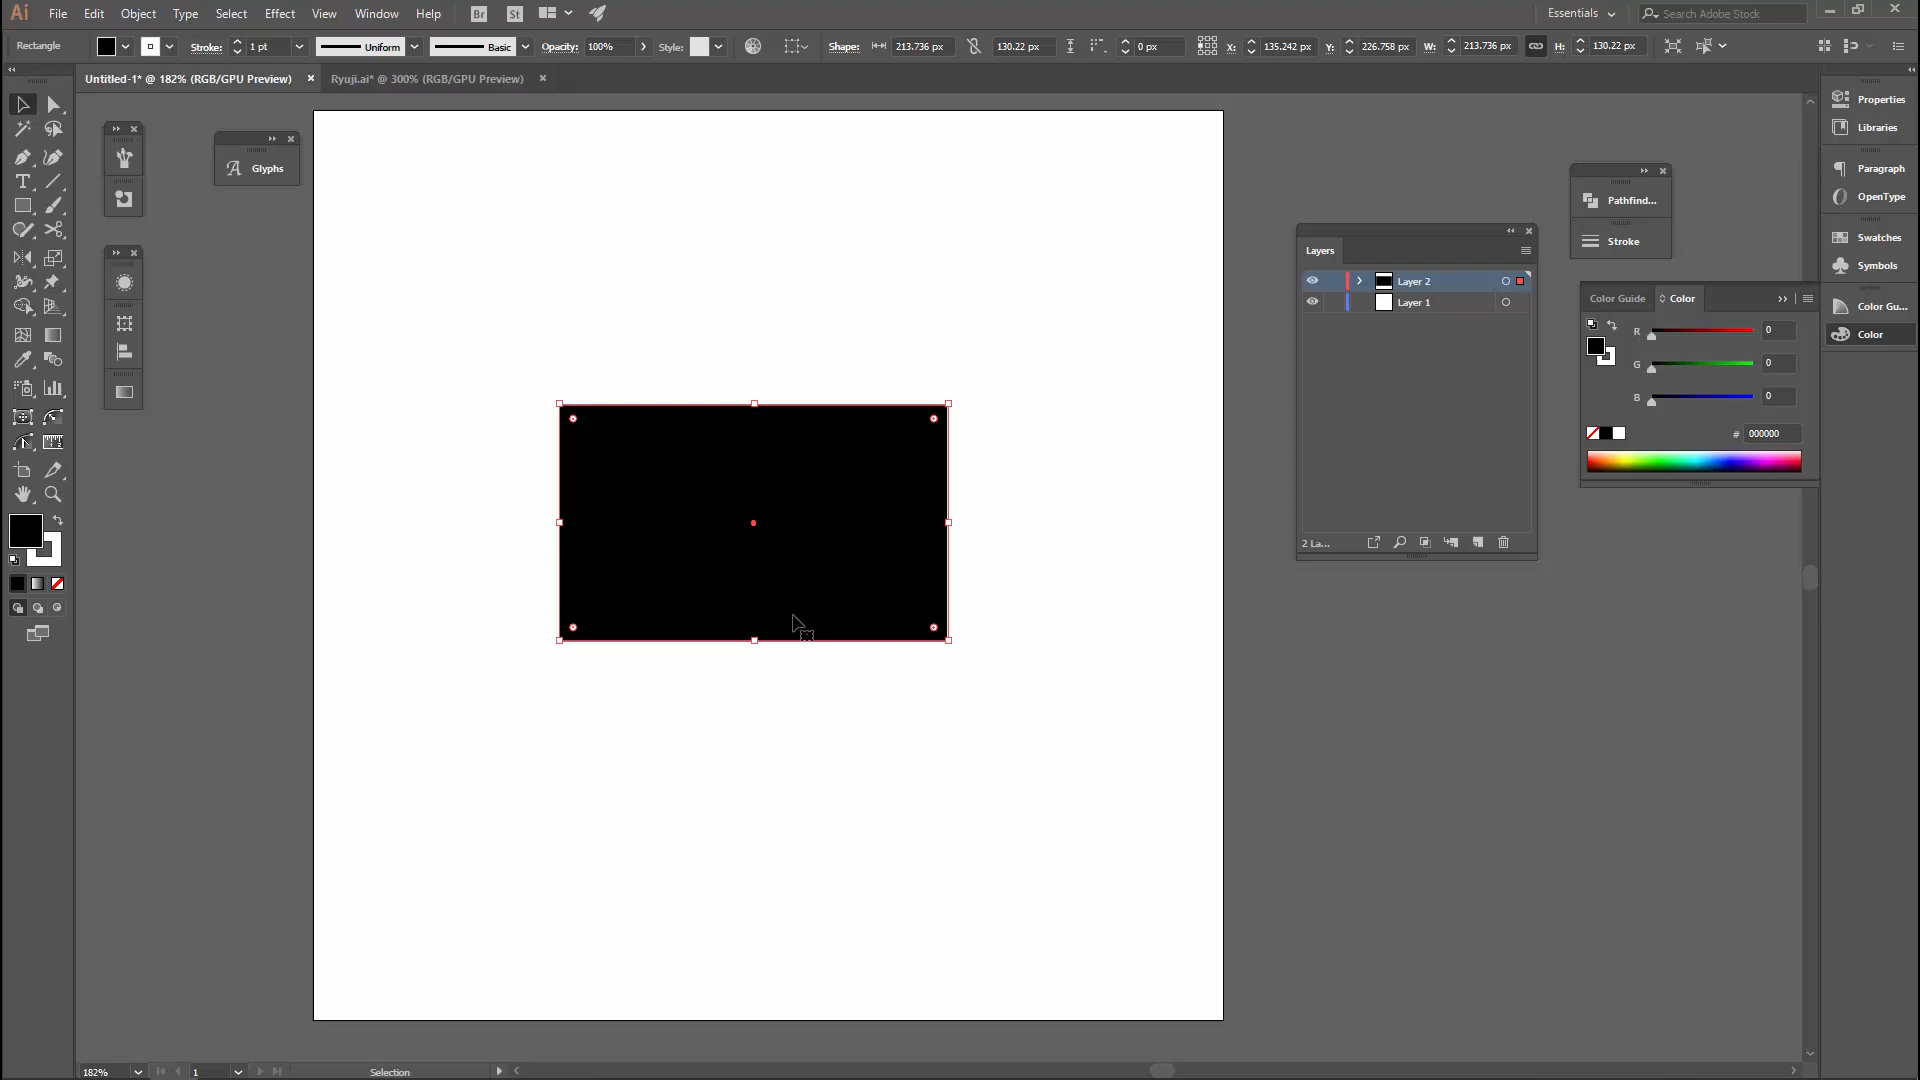 Ai File Edit Object Type Select Effect View Window Help Br St Essentials Search Adobe Stock
Rectangle Stroke: 1 pt Uniform Basic Opacity: 100% Style: Shape: 213.736 px 130.22 px 0 px X: 135.242 px Y: 226.758 px W: 213.736 px H: 130.22 px
Untitled-1* @ 182% (RGB/GPU Preview) Ryuji.ai* @ 300% (RGB/GPU Preview)
Glyphs
Layers
Layer 2
Layer 1
2 La...
Pathfind...
Stroke
Color Guide Color
R 0
G 0
B 0
# 000000
Properties
Libraries
Paragraph
OpenType
Swatches
Symbols
Color Gu...
Color
182% 1 Selection